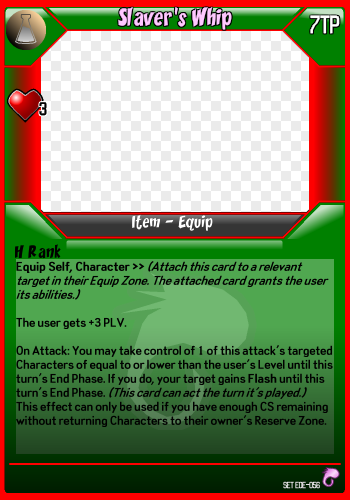 Slaver's Whip
7TP
3
Item - Equip
H Rank
Equip Self, Character >> (Attach this card to a relevant
target in their Equip Zone. The attached card grants the user
its abilities.)
The user gets +3 PLV.
On Attack: You may take control of 1 of this attack's targeted
Characters of equal to or lower than the user's Level until this
turn's End Phase. If you do, your target gains Flash until this
turn's End Phase. (This card can act the turn it's played.)
This effect can only be used if you have enough CS remaining
without returning Characters to their owner's Reserve Zone.
SET EDE-056